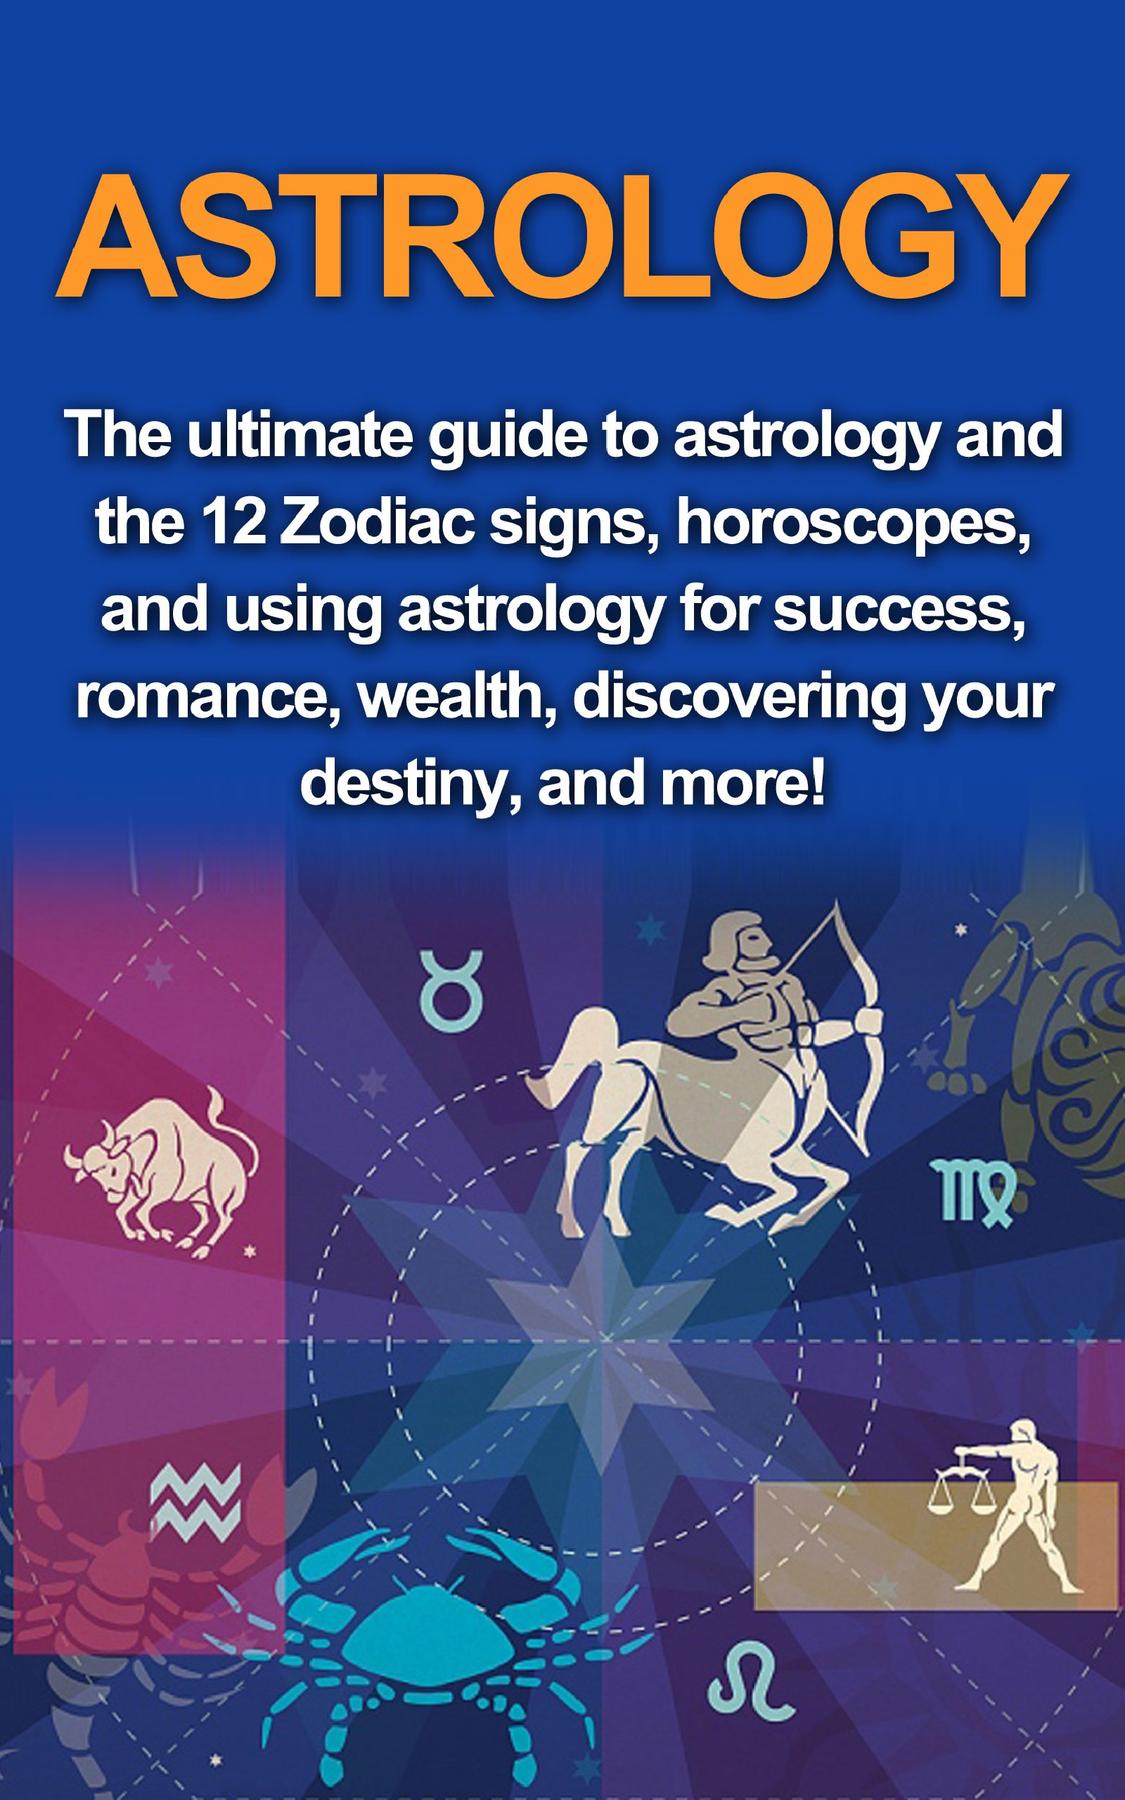 ASTROLOGY
The ultimate guide to astrology and
the 12 Zodiac signs, horoscopes,
and using astrology for success,
romance, wealth, discovering your
destiny, and more!